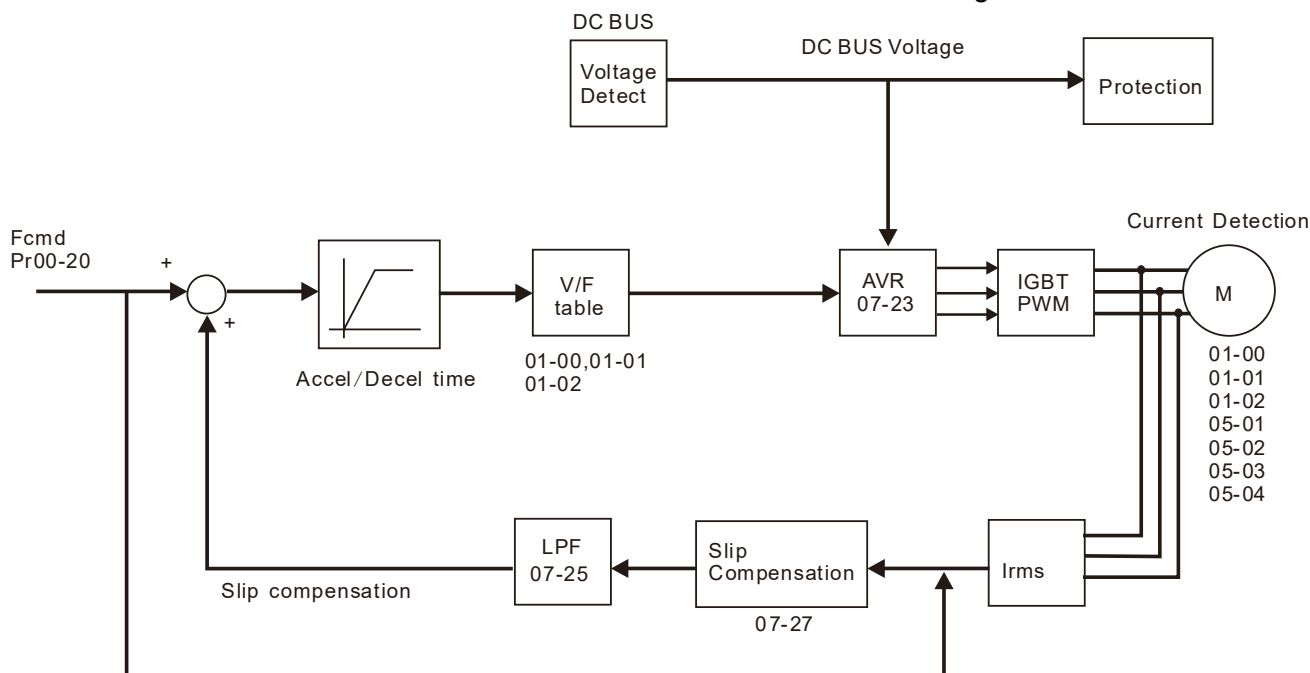 DC BUS
Voltage
Detect
DC BUS Voltage
Protection
Fcmd
Pr00-20
+
+
Accel/Decel time
V/F
table
01-00,01-01
01-02
AVR
07-23
IGBT
PWM
Current Detection
M
01-00
01-01
01-02
05-01
05-02
05-03
05-04
LPF
07-25
Slip
Compensation
07-27
Irms
Slip compensation